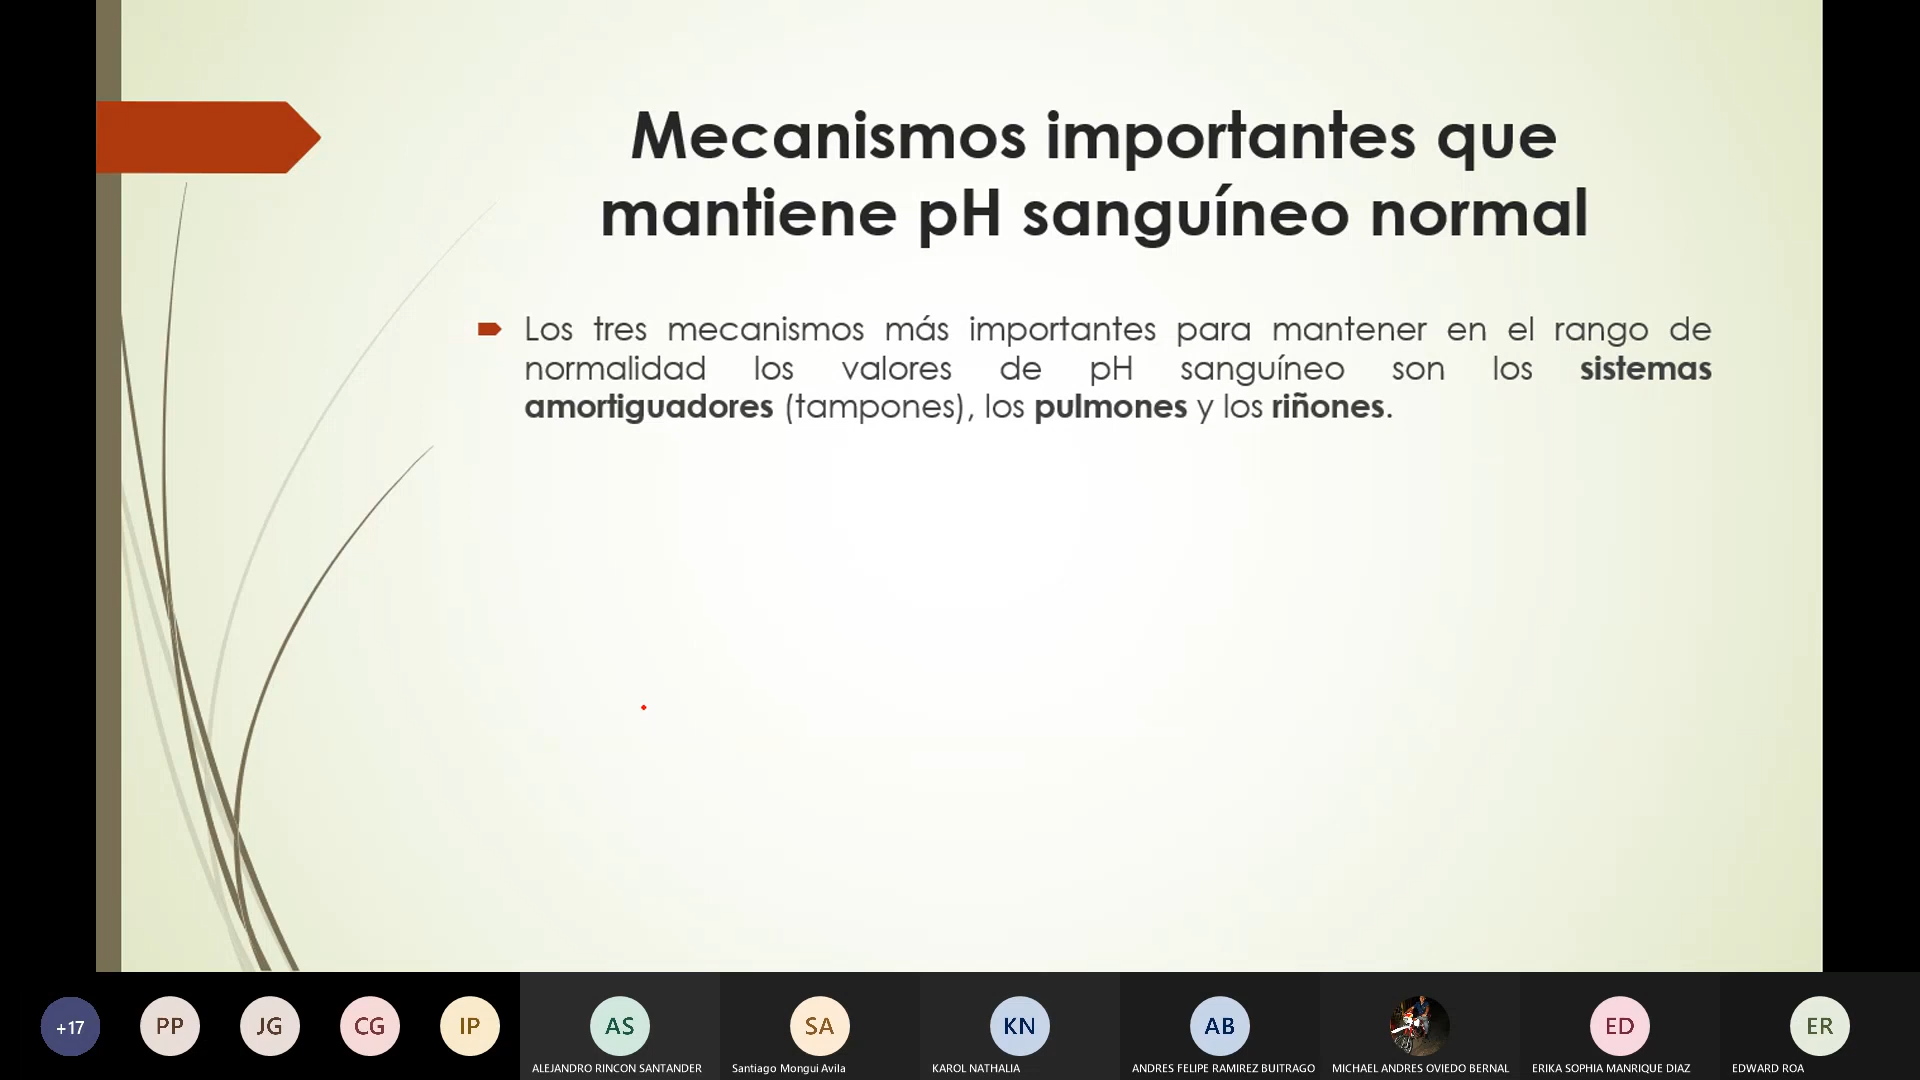 Mecanismos importantes que
mantiene pH sanguíneo normal
Los tres mecanismos más importantes para mantener en el rango de
normalidad los valores de pH sanguíneo son los sistemas
amortiguadores (tampones), los pulmones y los riñones.
+17
PP
JG
CG
IP
AS
SA
KN
AB
ED
ER
ALEJANDRO RINCON SANTANDER
Santiago Mongui Avila
KAROL NATHALIA
ANDRES FELIPE RAMIREZ BUITRAGO
MICHAEL ANDRES OVIEDO BERNAL
ERIKA SOPHIA MANRIQUE DIAZ
EDWARD ROA